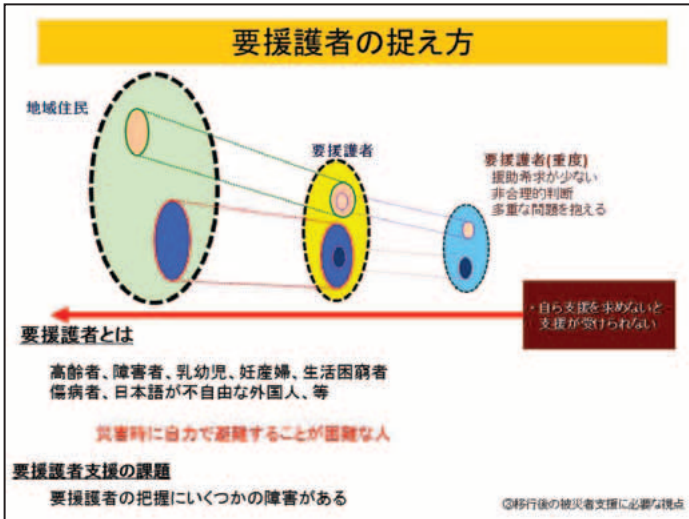 要援護者の捉え方
地域住民
要援護者
要援護者(重度)
援助希求が少ない
非合理的判断
多重な問題を抱える
・自ら支援を求めないと
支援が受けられない
要援護者とは
高齢者、障害者、乳幼児、妊産婦、生活困窮者
傷病者、日本語が不自由な外国人、等
災害時に自力で避難することが困難な人
要援護者支援の課題
要援護者の把握にいくつかの障害がある
③移行後の被災者支援に必要な視点